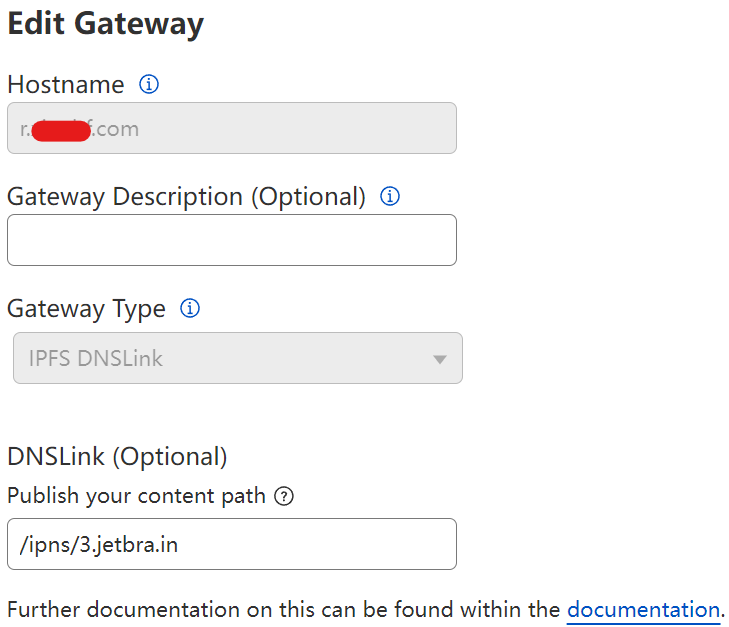 Edit Gateway
Hostname
.com
Gateway Description (Optional)
Gateway Type
IPFS DNSLink
DNSLink (Optional)
Publish your content path
/ipns/3.jetbra.in
Further documentation on this can be found within the documentation.